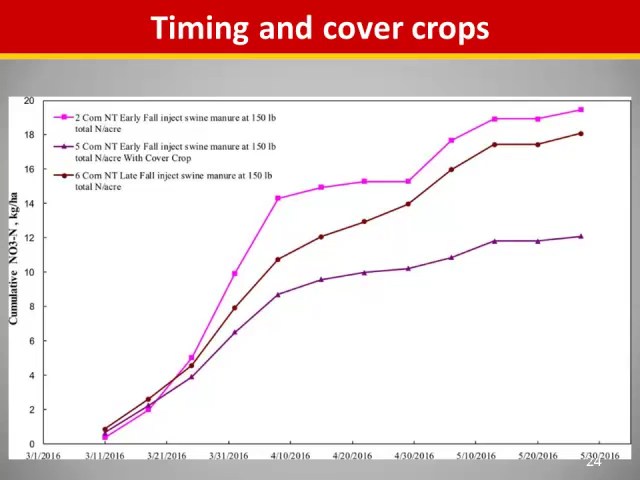 Timing and cover crops
2 Corn NT Early Fall inject swine manure at 150 lb
total N/acre
5 Corn NT Early Fall inject swine manure at 150 lb
total N/acre With Cover Crop
6 Corn NT Late Fall inject swine manure at 150 lb
total N/acre
Cumulative NO3-N , kg/ha
20
18
16
14
12
10
8
6
4
2
0
3/1/2016 3/11/2016 3/21/2016 3/31/2016 4/10/2016 4/20/2016 4/30/2016 5/10/2016 5/20/2016 5/30/2016
24